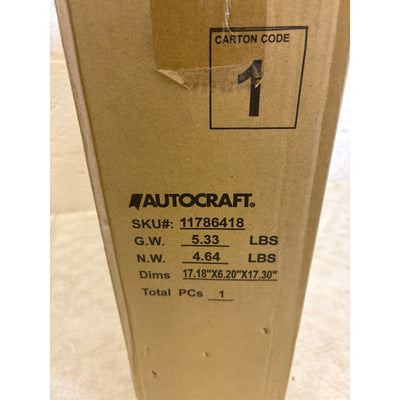 CARTON CODE
1
AUTOCRAFT®
SKU#: 11786418
G.W. 5.33 LBS
N.W. 4.64 LBS
Dims 17.18"X6.20"X17.30"
Total PCs 1